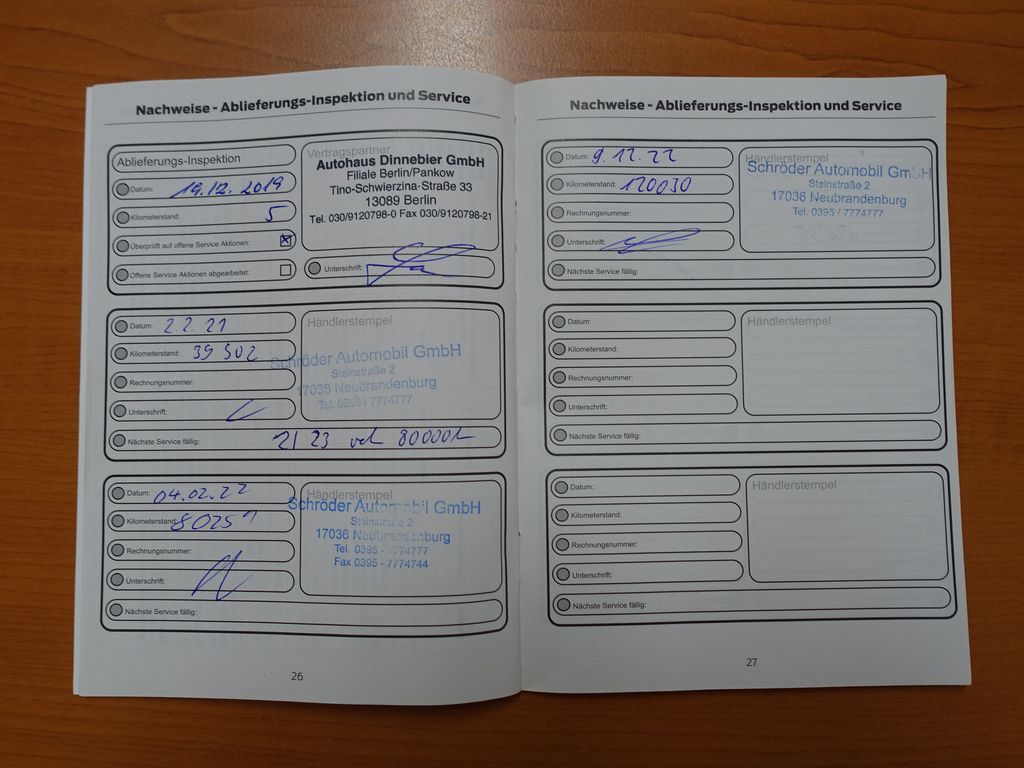 Nachweise - Ablieferungs-Inspektion und Service
Ablieferungs-Inspektion
Datum: 19.12.2019
Kilometerstand: 5
Überprüft auf offene Service Aktionen:
Offene Service Aktionen abgearbeitet:
Vertragspartner
Autohaus Dinnebier GmbH
Filiale Berlin/Pankow
Tino-Schwierzina-Straße 33
13089 Berlin
Tel. 030/9120798-0 Fax 030/9120798-21
Unterschrift:
Datum: 2.2.21
Kilometerstand: 39 502
Rechnungsnummer:
Unterschrift:
Nächste Service fällig: 2/23 80000
Händlerstempel
Schröder Automobil GmbH
Steinstraße 2
17036 Neubrandenburg
Tel. 0395 / 7774777
Datum: 04.02.22
Kilometerstand: 80251
Rechnungsnummer:
Unterschrift:
Nächste Service fällig:
Händlerstempel
Schröder Automobil GmbH
Steinstraße 2
17036 Neubrandenburg
Tel. 0395 - 7774777
Fax 0395 - 7774744
26
Nachweise - Ablieferungs-Inspektion und Service
Datum: 9.12.22
Kilometerstand: 120030
Rechnungsnummer:
Unterschrift:
Nächste Service fällig:
Händlerstempel
Schröder Automobil GmbH
Steinstraße 2
17036 Neubrandenburg
Tel. 0395 / 7774777
Datum:
Kilometerstand:
Rechnungsnummer:
Unterschrift:
Nächste Service fällig:
Händlerstempel
Datum:
Kilometerstand:
Rechnungsnummer:
Unterschrift:
Nächste Service fällig:
Händlerstempel
27